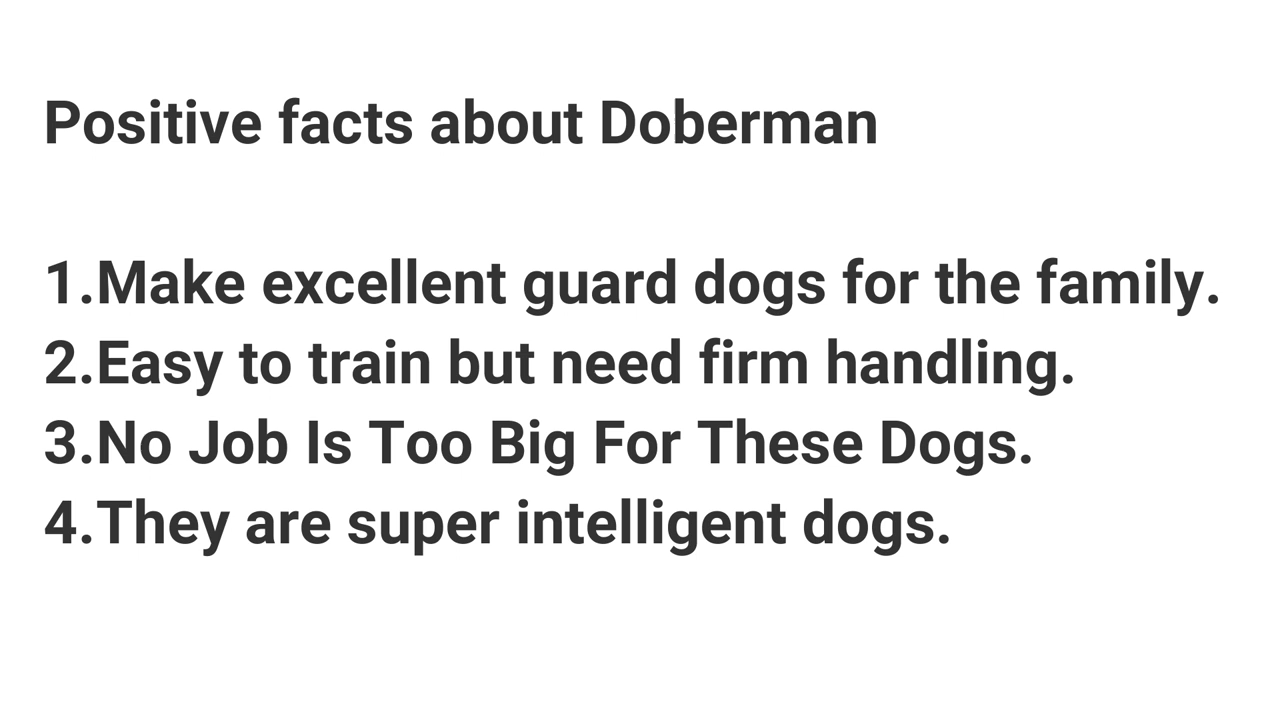 Positive facts about Doberman
1.Make excellent guard dogs for the family.
2.Easy to train but need firm handling.
3.No Job Is Too Big For These Dogs.
4.They are super intelligent dogs.